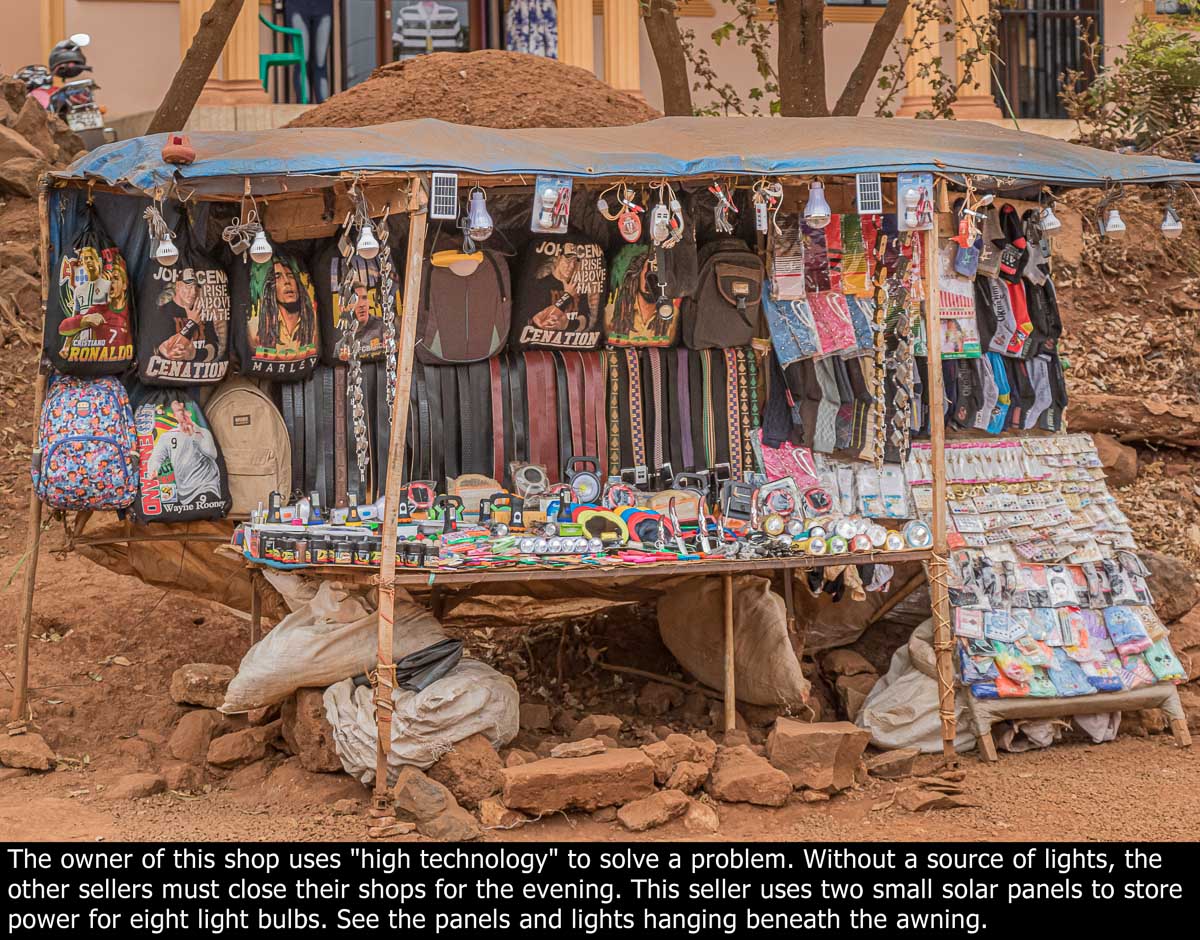 JOHN CENA
RISE
ABOVE
HATE
CENATION
CRISTIANO 7
RONALDO
JOHN CENA
RISE
ABOVE
HATE
CENATION
MARLEY
ENGLAND
9
9
Wayne Rooney
The owner of this shop uses "high technology" to solve a problem. Without a source of lights, the
other sellers must close their shops for the evening. This seller uses two small solar panels to store
power for eight light bulbs. See the panels and lights hanging beneath the awning.